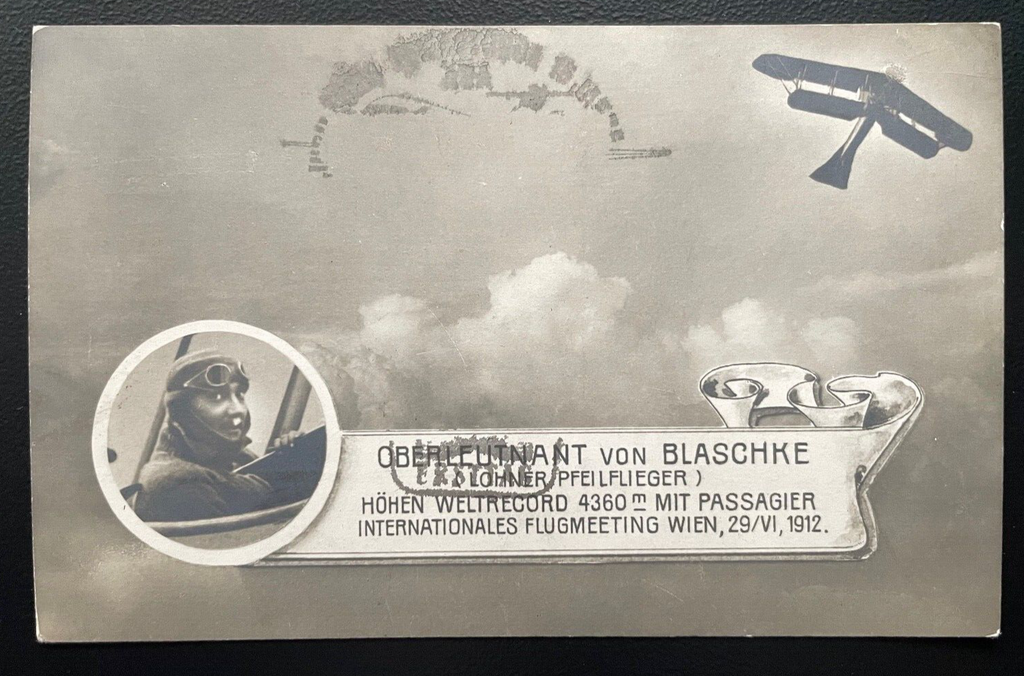 OBERLEUTNANT VON BLASCHKE
(LOHNER PFEILFLIEGER)
HÖHEN WELTRECORD 4360 m MIT PASSAGIER
INTERNATIONALES FLUGMEETING WIEN, 29/VI, 1912.